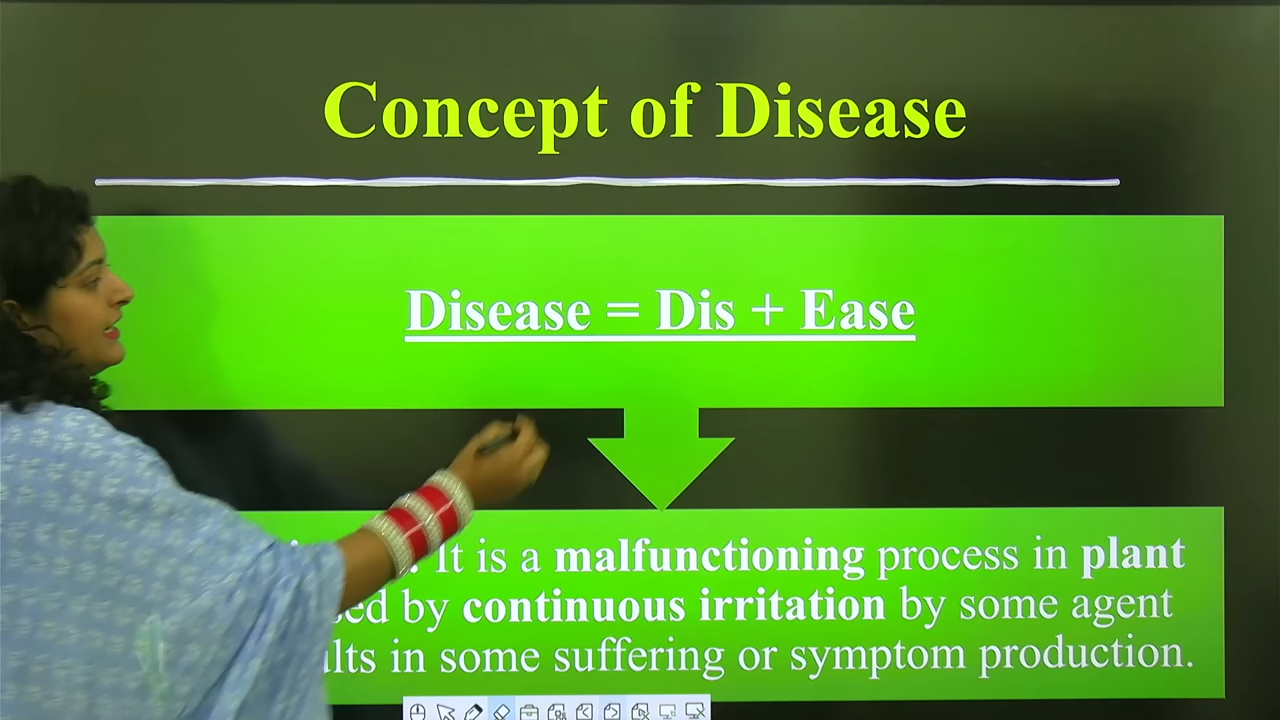 Concept of Disease
Disease = Dis + Ease
It is a malfunctioning process in plant
by continuous irritation by some agent
in some suffering or symptom production.